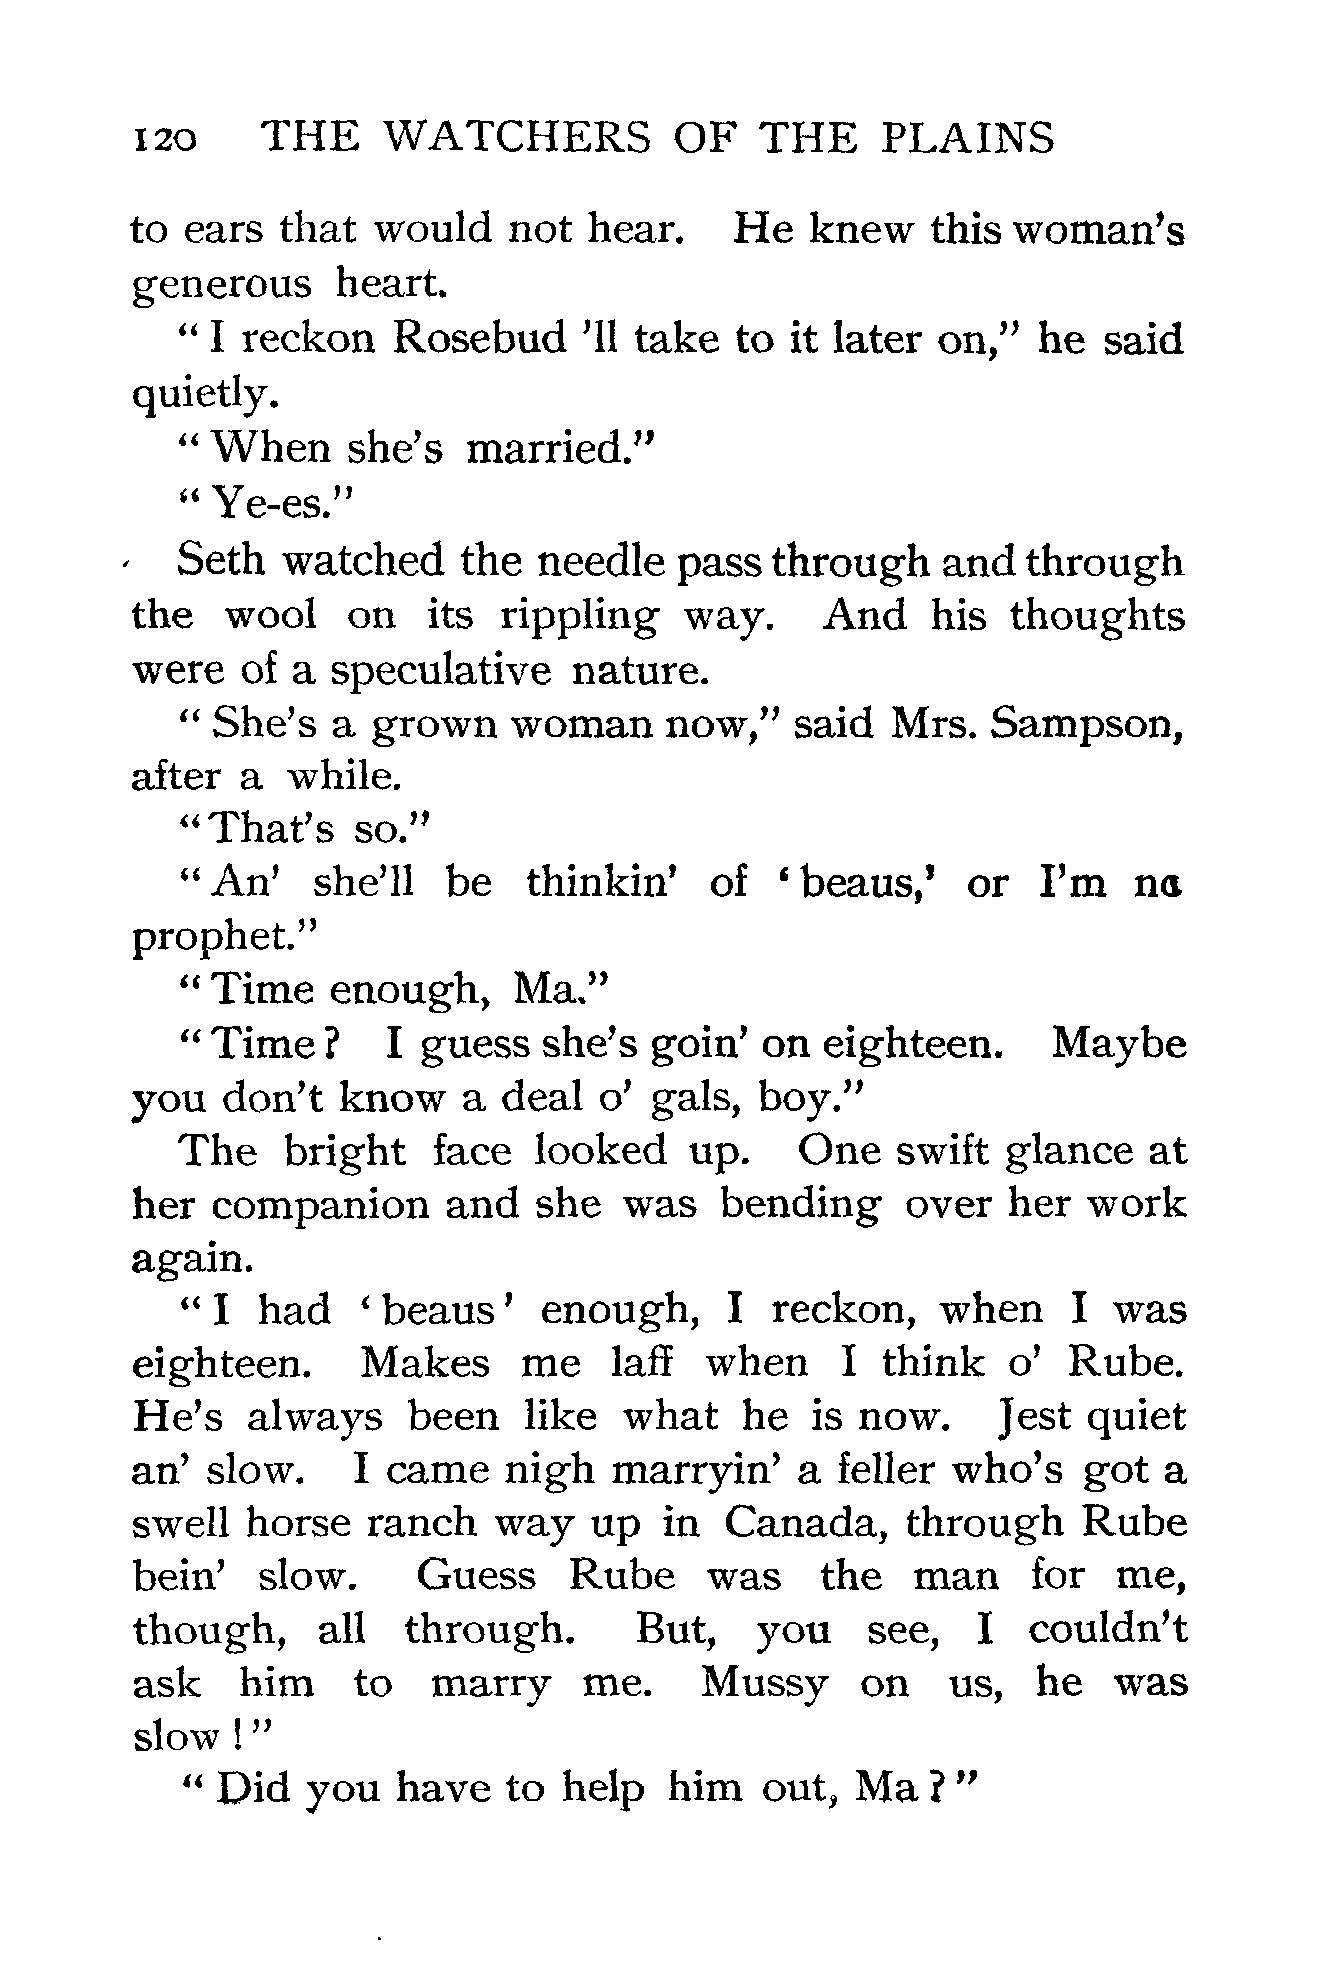 120 THE WATCHERS OF THE PLAINS
to ears that would not hear. He knew this woman's
generous heart.
“I reckon Rosebud 'll take to it later on,” he said
quietly.
“When she's married.”
“Ye-es.”
Seth watched the needle pass through and through
the wool on its rippling way. And his thoughts
were of a speculative nature.
“She's a grown woman now,” said Mrs. Sampson,
after a while.
“That's so.”
“An' she'll be thinkin' of ‘beaus,’ or I'm no
prophet.”
“Time enough, Ma.”
“Time? I guess she's goin' on eighteen. Maybe
you don't know a deal o' gals, boy.”
The bright face looked up. One swift glance at
her companion and she was bending over her work
again.
“I had ‘beaus’ enough, I reckon, when I was
eighteen. Makes me laff when I think o' Rube.
He's always been like what he is now. Jest quiet
an' slow. I came nigh marryin' a feller who's got a
swell horse ranch way up in Canada, through Rube
bein' slow. Guess Rube was the man for me,
though, all through. But, you see, I couldn't
ask him to marry me. Mussy on us, he was
slow!”
“Did you have to help him out, Ma?”